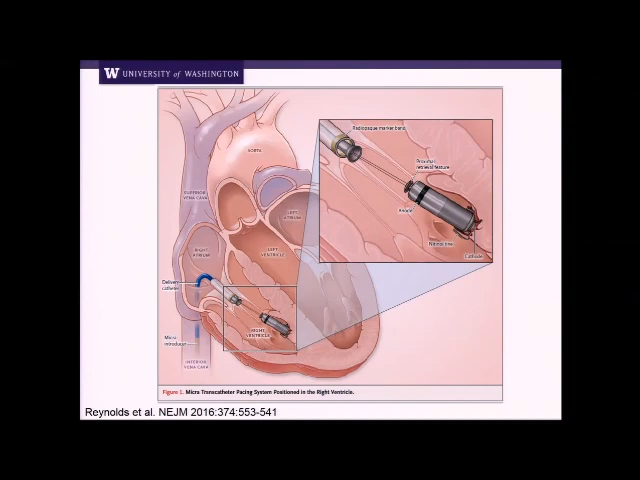 W UNIVERSITY of WASHINGTON
AORTA
SUPERIOR
VENA CAVA
RIGHT
ATRIUM
LEFT
ATRIUM
LEFT
VENTRICLE
RIGHT
VENTRICLE
Delivery
catheter
Micra
introducer
INFERIOR
VENA CAVA
Radiopaque marker band
Proximal
retrieval feature
Anode
Nitinol tine
Cathode
Figure 1. Micra Transcatheter Pacing System Positioned in the Right Ventricle.
Reynolds et al. NEJM 2016:374:553-541